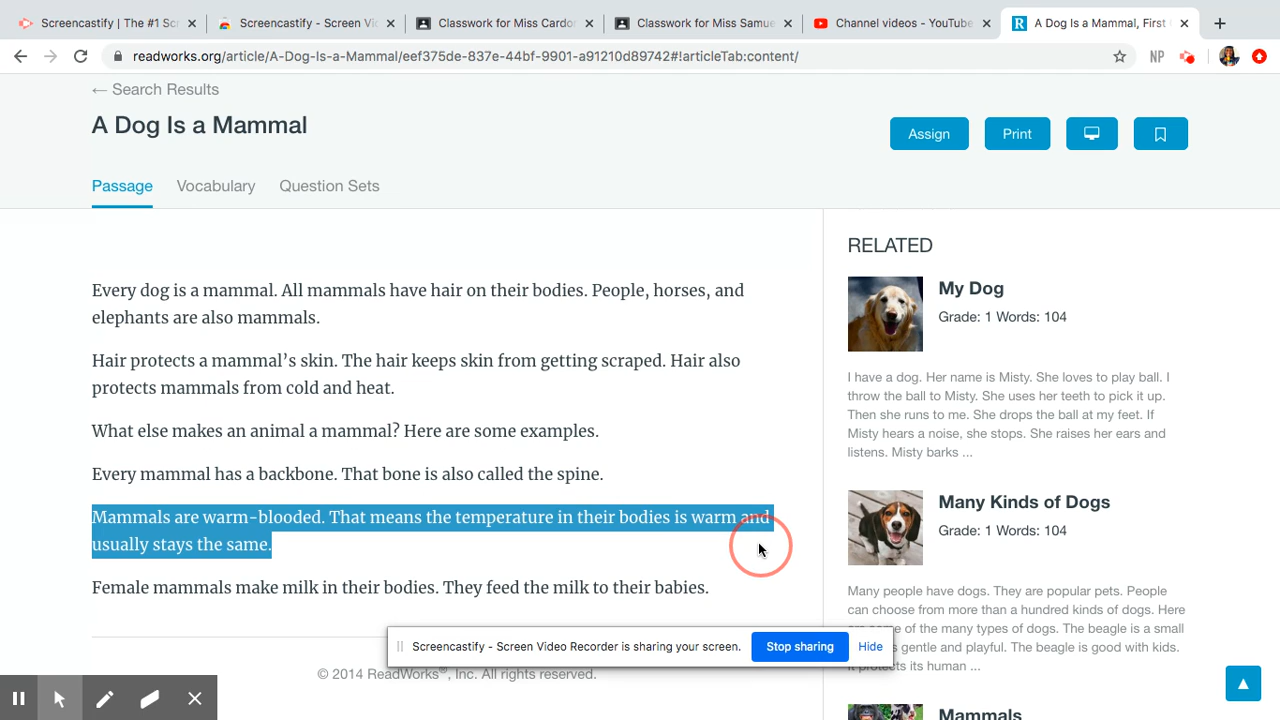 Screencastify | The #1 Scr
Screencastify - Screen Vi
Classwork for Miss Cardo
Classwork for Miss Samue
Channel videos - YouTube
A Dog Is a Mammal, First
readworks.org/article/A-Dog-Is-a-Mammal/eef375de-837e-44bf-9901-a91210d89742#!articleTab:content/
NP
← Search Results
A Dog Is a Mammal
Assign
Print
Passage
Vocabulary
Question Sets
Every dog is a mammal. All mammals have hair on their bodies. People, horses, and
elephants are also mammals.
Hair protects a mammal’s skin. The hair keeps skin from getting scraped. Hair also
protects mammals from cold and heat.
What else makes an animal a mammal? Here are some examples.
Every mammal has a backbone. That bone is also called the spine.
Mammals are warm-blooded. That means the temperature in their bodies is warm and
usually stays the same.
Female mammals make milk in their bodies. They feed the milk to their babies.
© 2014 ReadWorks®, Inc. All rights reserved.
RELATED
My Dog
Grade: 1 Words: 104
I have a dog. Her name is Misty. She loves to play ball. I
throw the ball to Misty. She uses her teeth to pick it up.
Then she runs to me. She drops the ball at my feet. If
Misty hears a noise, she stops. She raises her ears and
listens. Misty barks ...
Many Kinds of Dogs
Grade: 1 Words: 104
Many people have dogs. They are popular pets. People
can choose from more than a hundred kinds of dogs. Here
of the many types of dogs. The beagle is a small
gentle and playful. The beagle is good with kids.
its human ...
Mammals
Screencastify - Screen Video Recorder is sharing your screen.
Stop sharing
Hide